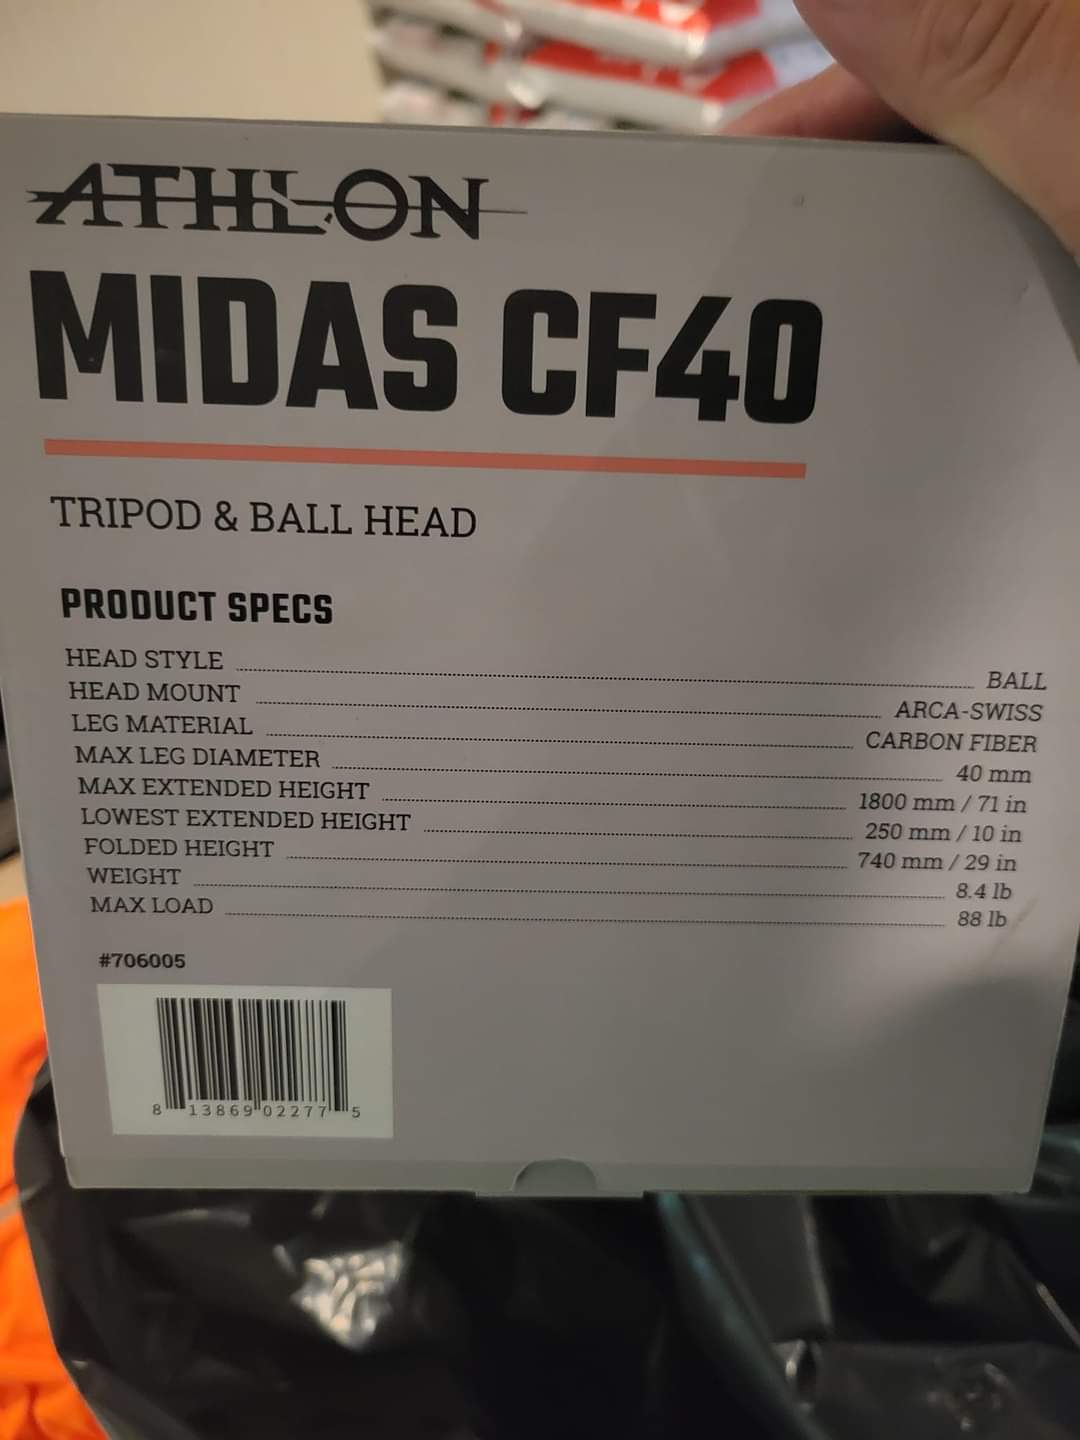 ATHLON
MIDAS CF40
TRIPOD & BALL HEAD
PRODUCT SPECS
HEAD STYLE BALL
HEAD MOUNT ARCA-SWISS
LEG MATERIAL CARBON FIBER
MAX LEG DIAMETER 40 mm
MAX EXTENDED HEIGHT 1800 mm / 71 in
LOWEST EXTENDED HEIGHT 250 mm / 10 in
FOLDED HEIGHT 740 mm / 29 in
WEIGHT 8.4 lb
MAX LOAD 88 lb
#706005
8 13869 02277 5